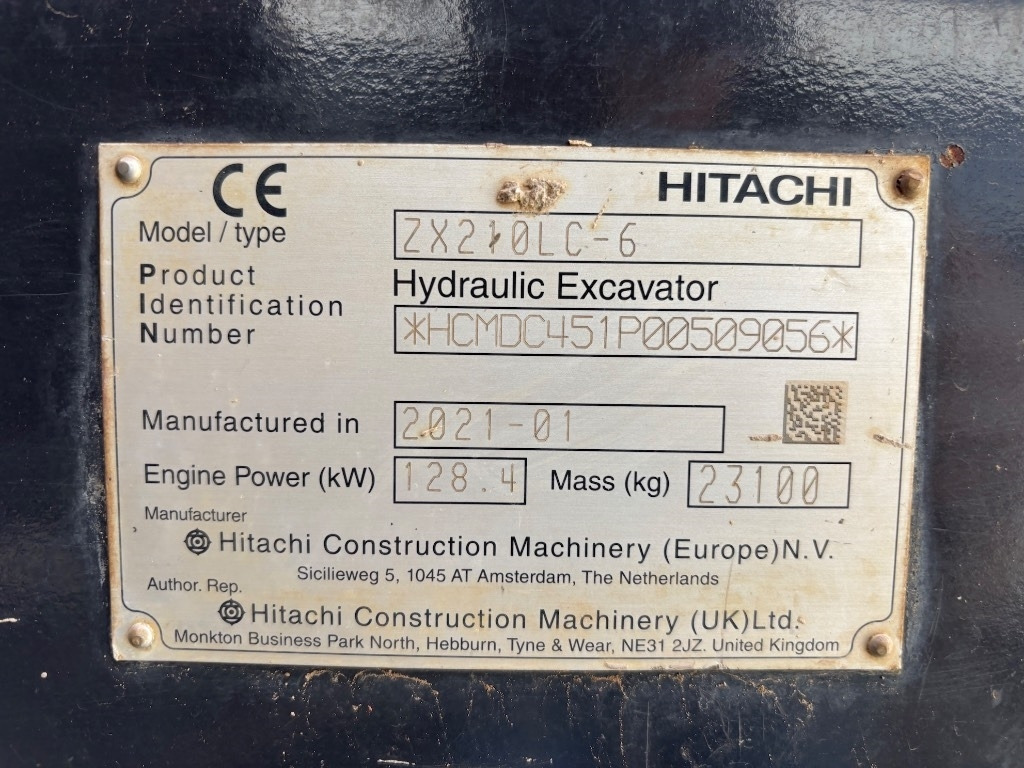 CE HITACHI
Model / type ZX210LC-6
Product Hydraulic Excavator
Identification
Number *HCMDC451P00509056*
Manufactured in 2021-01
Engine Power (kW) 128.4 Mass (kg) 23100
Manufacturer
Hitachi Construction Machinery (Europe)N.V.
Sicilieweg 5, 1045 AT Amsterdam, The Netherlands
Author. Rep.
Hitachi Construction Machinery (UK)Ltd.
Monkton Business Park North, Hebburn, Tyne & Wear, NE31 2JZ. United Kingdom